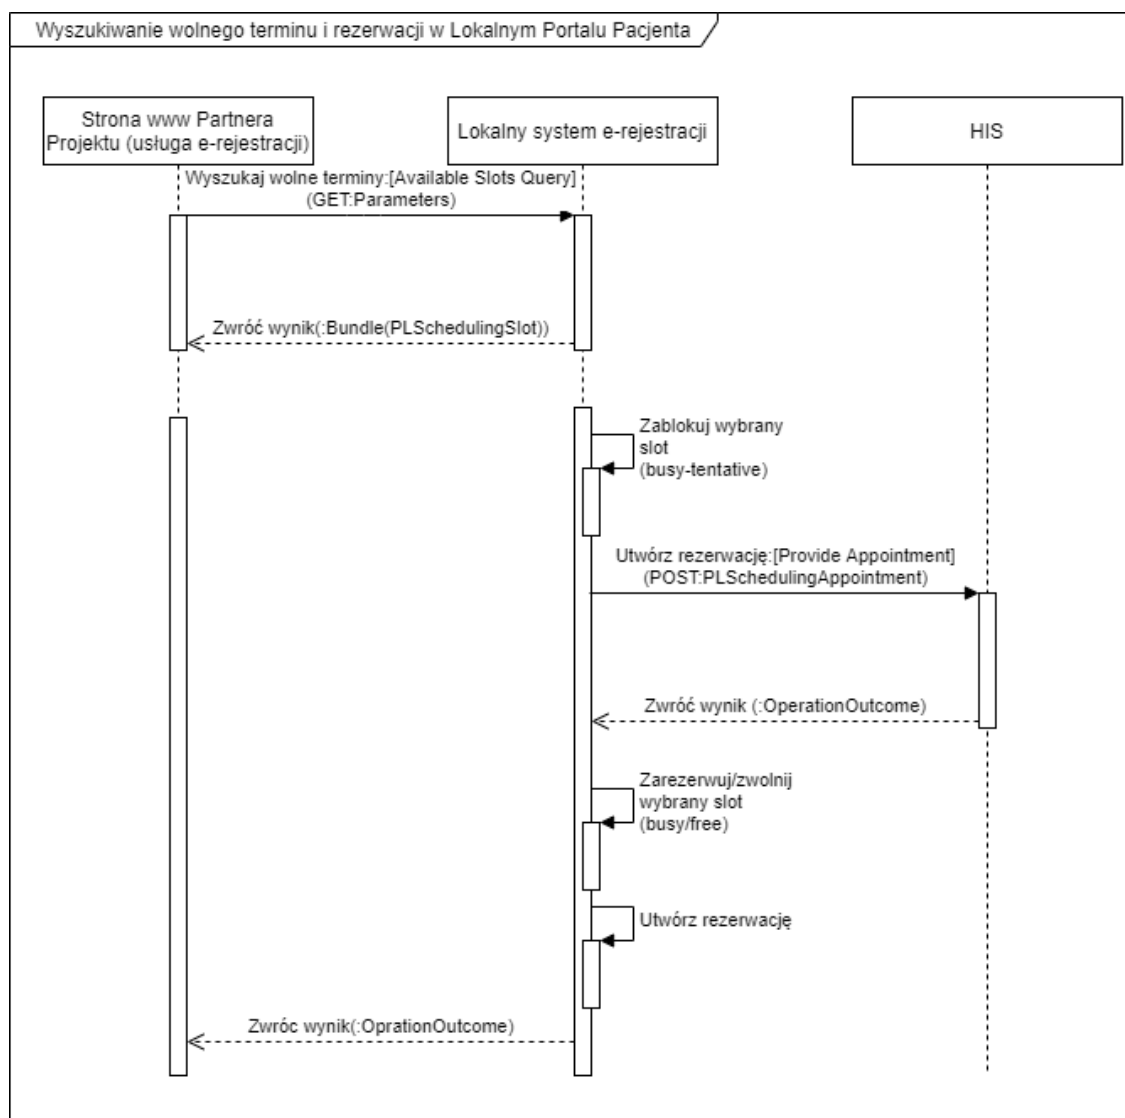 Wyszukiwanie wolnego terminu i rezerwacji w Lokalnym Portalu Pacjenta
Strona www Partnera
Projektu (usługa e-rejestracji)
Lokalny system e-rejestracji
HIS
Wyszukaj wolne terminy:[Available Slots Query]
(GET:Parameters)
Zwróć wynik(:Bundle(PLSchedulingSlot))
Zablokuj wybrany
slot
(busy-tentative)
Utwórz rezerwację:[Provide Appointment]
(POST:PLSchedulingAppointment)
Zwróć wynik (:OperationOutcome)
Zarezerwuj/zwolnij
wybrany slot
(busy/free)
Utwórz rezerwację
Zwróc wynik(:OprationOutcome)